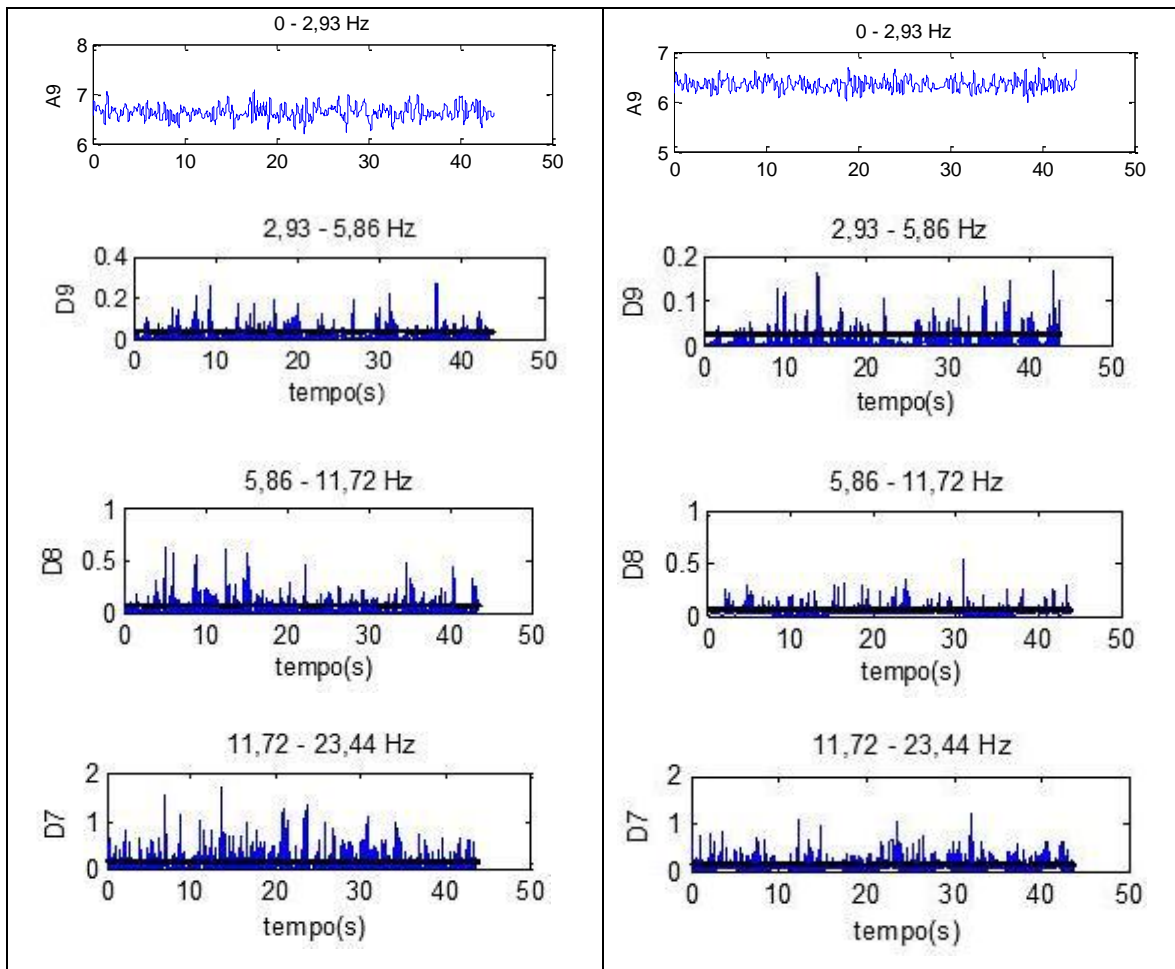 0 - 2,93 Hz
8
7
6
A9
0 10 20 30 40 50
2,93 - 5,86 Hz
0.4
0.2
0
D9
0 10 20 30 40 50
tempo(s)
5,86 - 11,72 Hz
1
0.5
0
D8
0 10 20 30 40 50
tempo(s)
11,72 - 23,44 Hz
2
1
0
D7
0 10 20 30 40 50
tempo(s)
0 - 2,93 Hz
7
6
5
A9
0 10 20 30 40 50
2,93 - 5,86 Hz
0.2
0.1
0
D9
0 10 20 30 40 50
tempo(s)
5,86 - 11,72 Hz
1
0.5
0
D8
0 10 20 30 40 50
tempo(s)
11,72 - 23,44 Hz
2
1
0
D7
0 10 20 30 40 50
tempo(s)